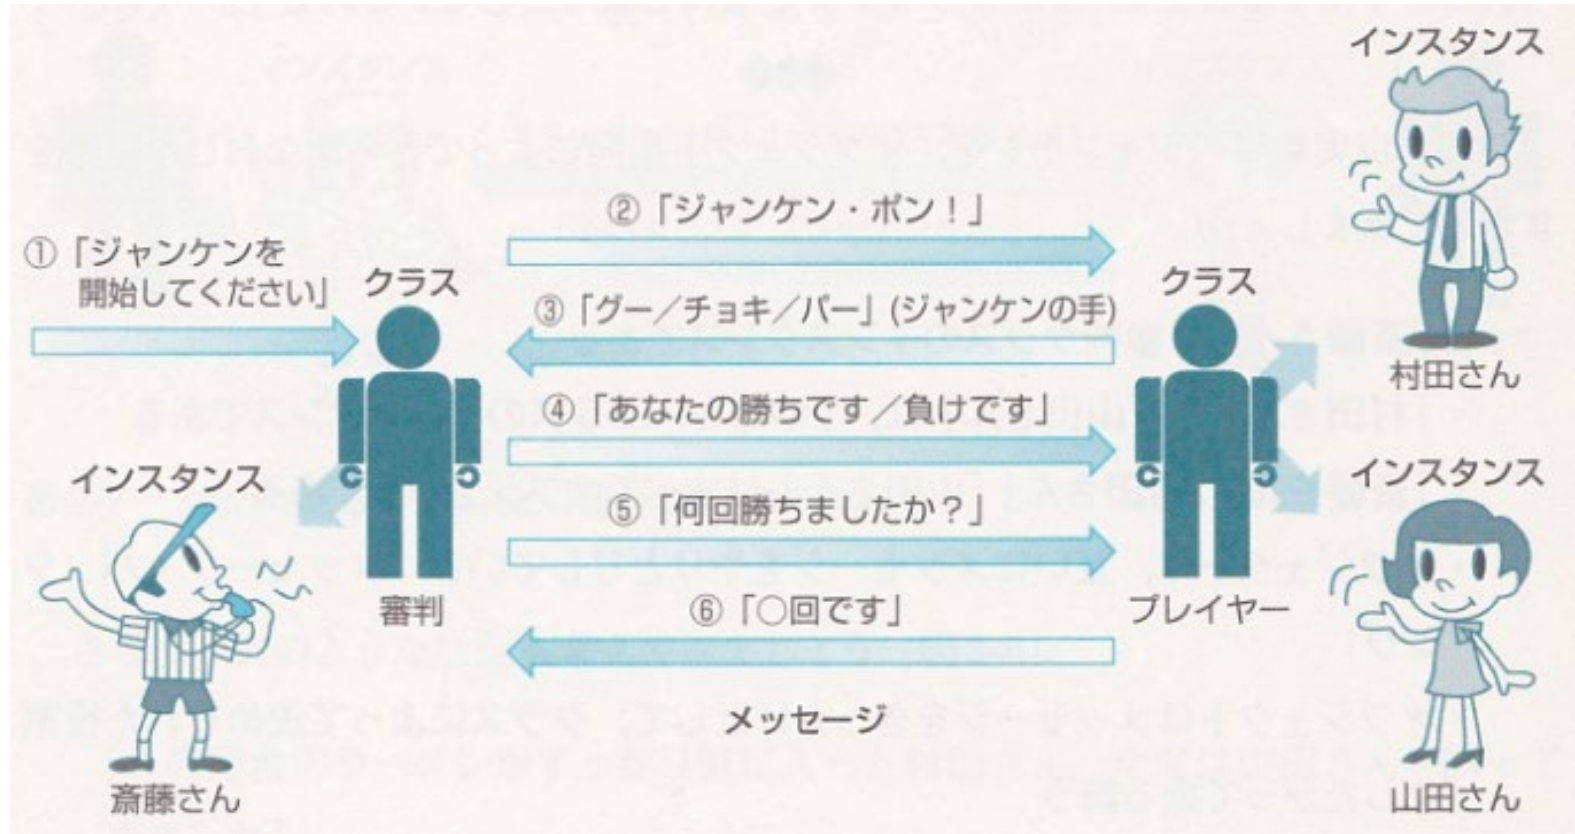 インスタンス
②「ジャンケン・ポン！」
①「ジャンケンを
開始してください」
クラス
クラス
③「グー／チョキ／パー」(ジャンケンの手)
村田さん
④「あなたの勝ちです／負けです」
インスタンス
インスタンス
⑤「何回勝ちましたか？」
審判
プレイヤー
⑥「○回です」
メッセージ
斎藤さん
山田さん